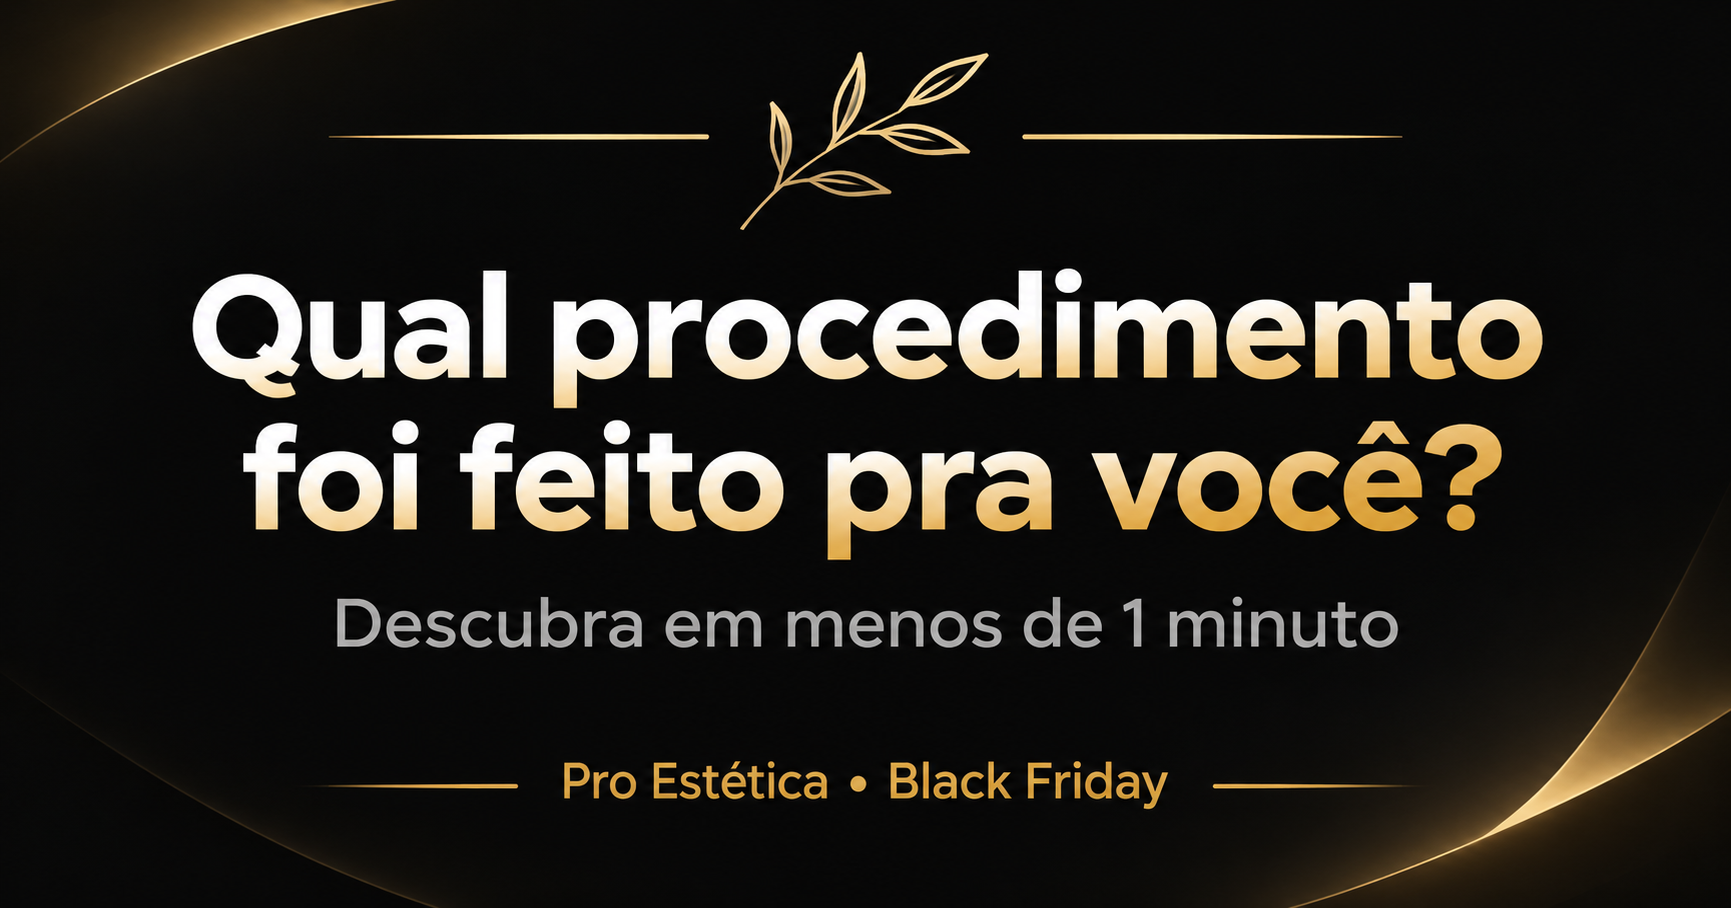 Qual procedimento
foi feito pra você?
Descubra em menos de 1 minuto
Pro Estética • Black Friday